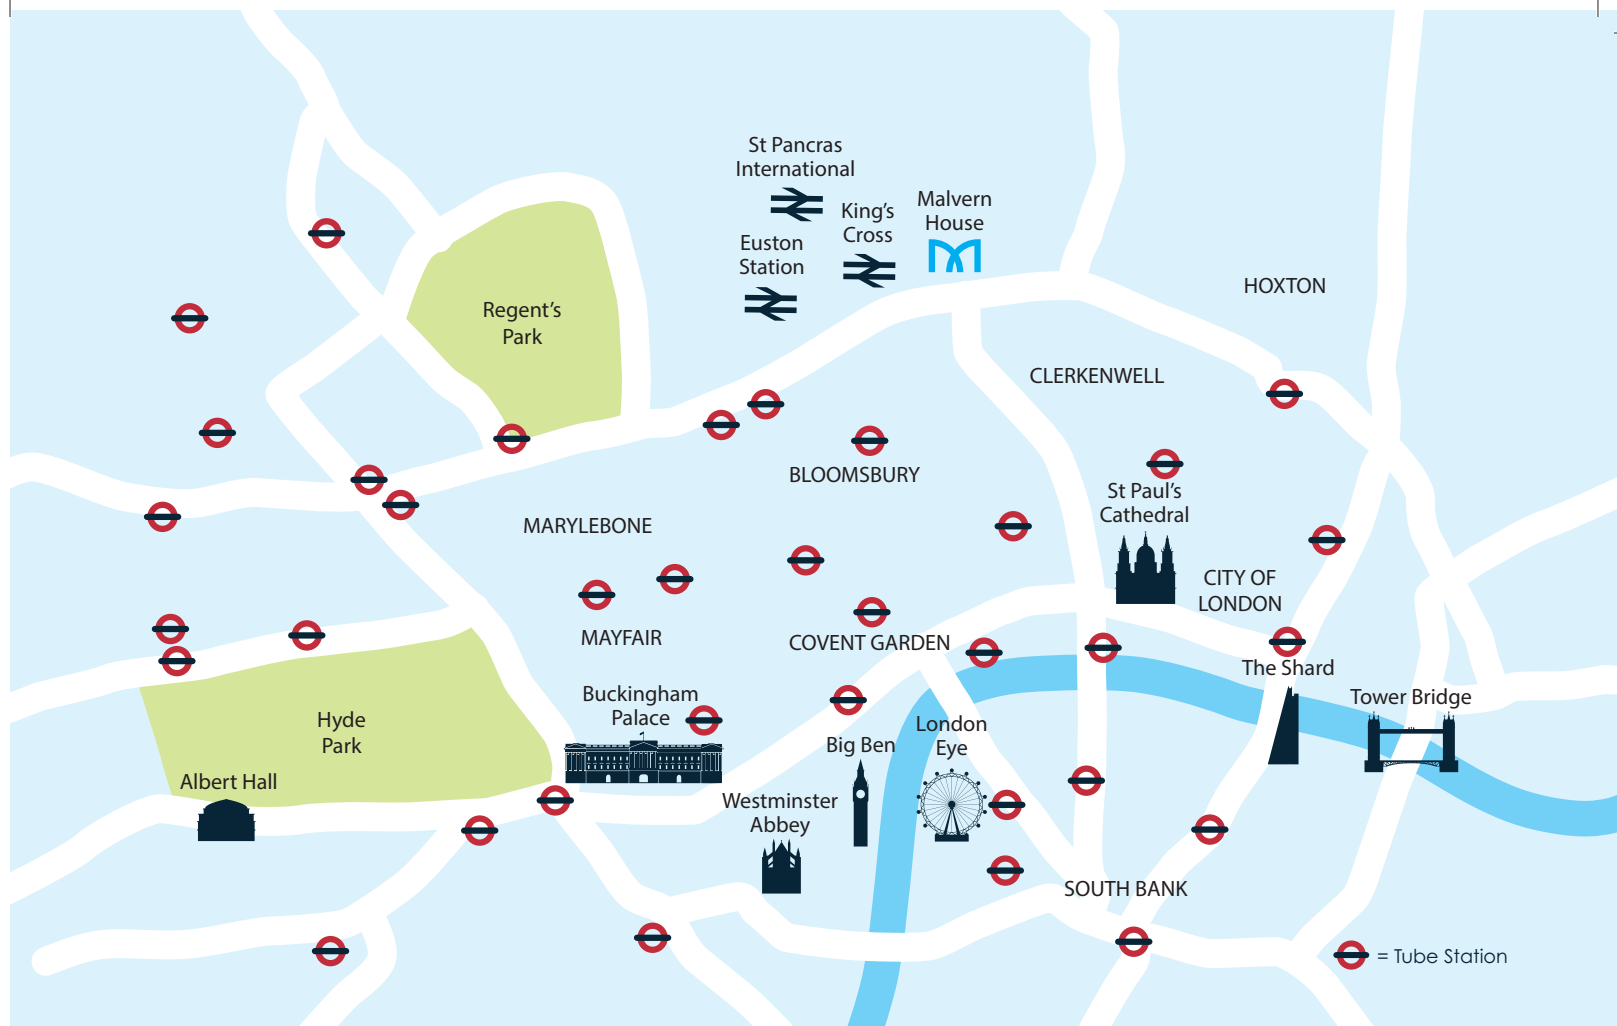 St Pancras
International
King's
Cross
Malvern
House
Euston
Station
HOXTON
Regent's
Park
CLERKENWELL
BLOOMSBURY
St Paul's
Cathedral
MARYLEBONE
CITY OF
LONDON
MAYFAIR
COVENT GARDEN
The Shard
Tower Bridge
Buckingham
Palace
Hyde
Park
London
Eye
Big Ben
Albert Hall
Westminster
Abbey
SOUTH BANK
= Tube Station